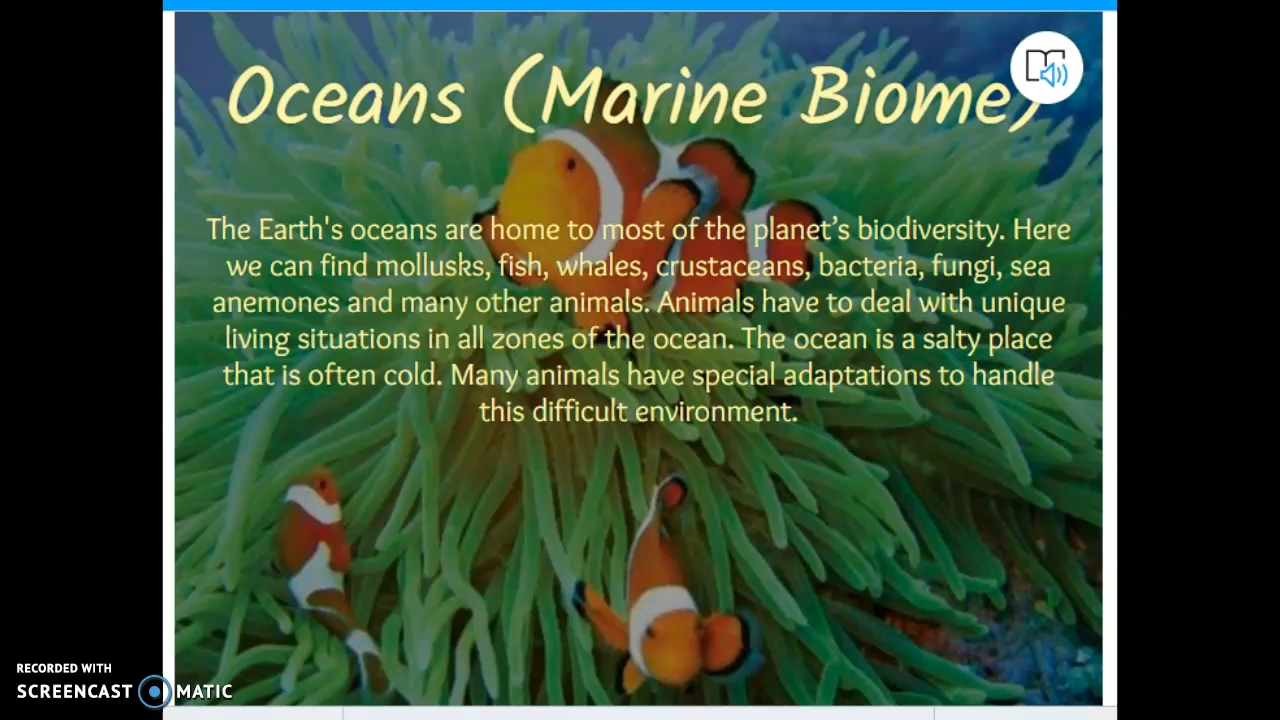 Oceans (Marine Biome)
The Earth's oceans are home to most of the planet’s biodiversity. Here
we can find mollusks, fish, whales, crustaceans, bacteria, fungi, sea
anemones and many other animals. Animals have to deal with unique
living situations in all zones of the ocean. The ocean is a salty place
that is often cold. Many animals have special adaptations to handle
this difficult environment.
RECORDED WITH
SCREENCAST MATIC